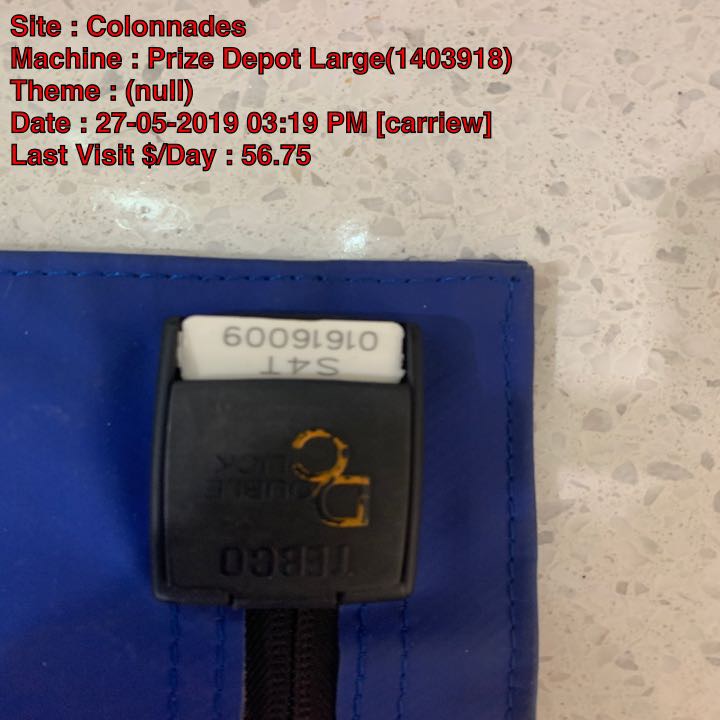 Site : Colonnades
Machine : Prize Depot Large(1403918)
Theme : (null)
Date : 27-05-2019 03:19 PM [carriew]
Last Visit $/Day : 56.75
S4T
01616009
TEBCO
DOUBLE
CLICK